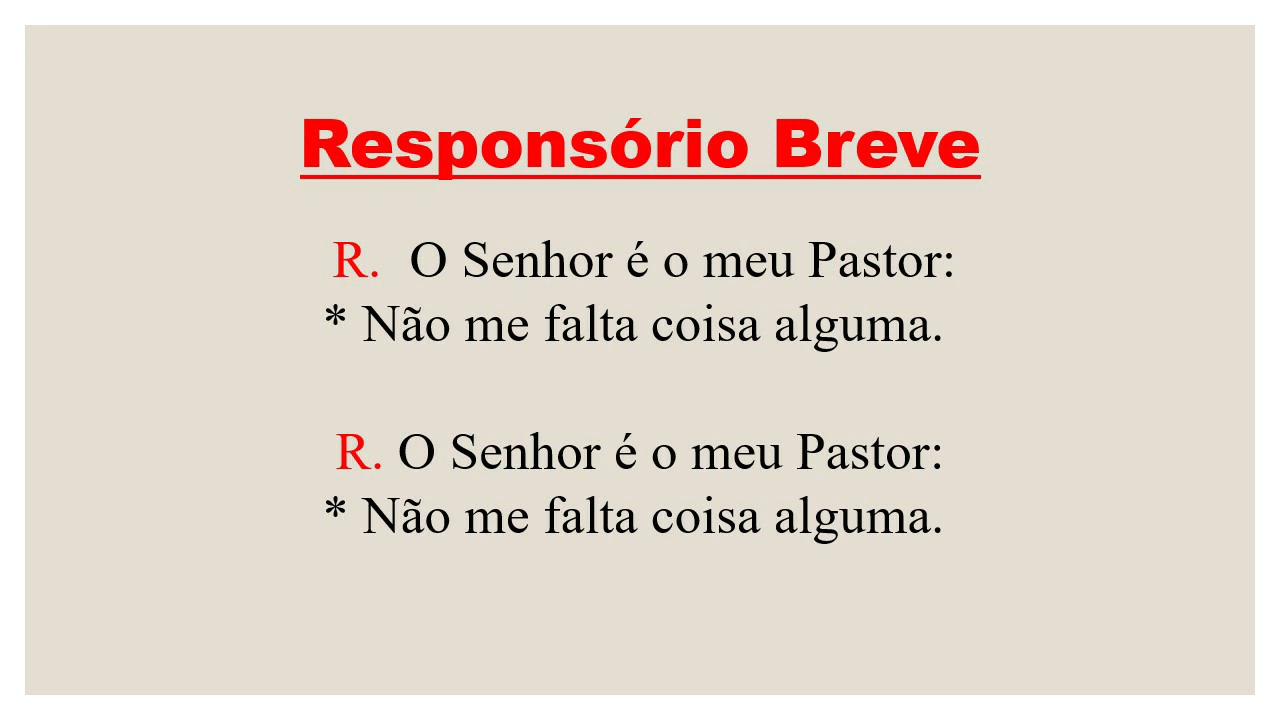 Responsório Breve
R. O Senhor é o meu Pastor:
* Não me falta coisa alguma.
R. O Senhor é o meu Pastor:
* Não me falta coisa alguma.